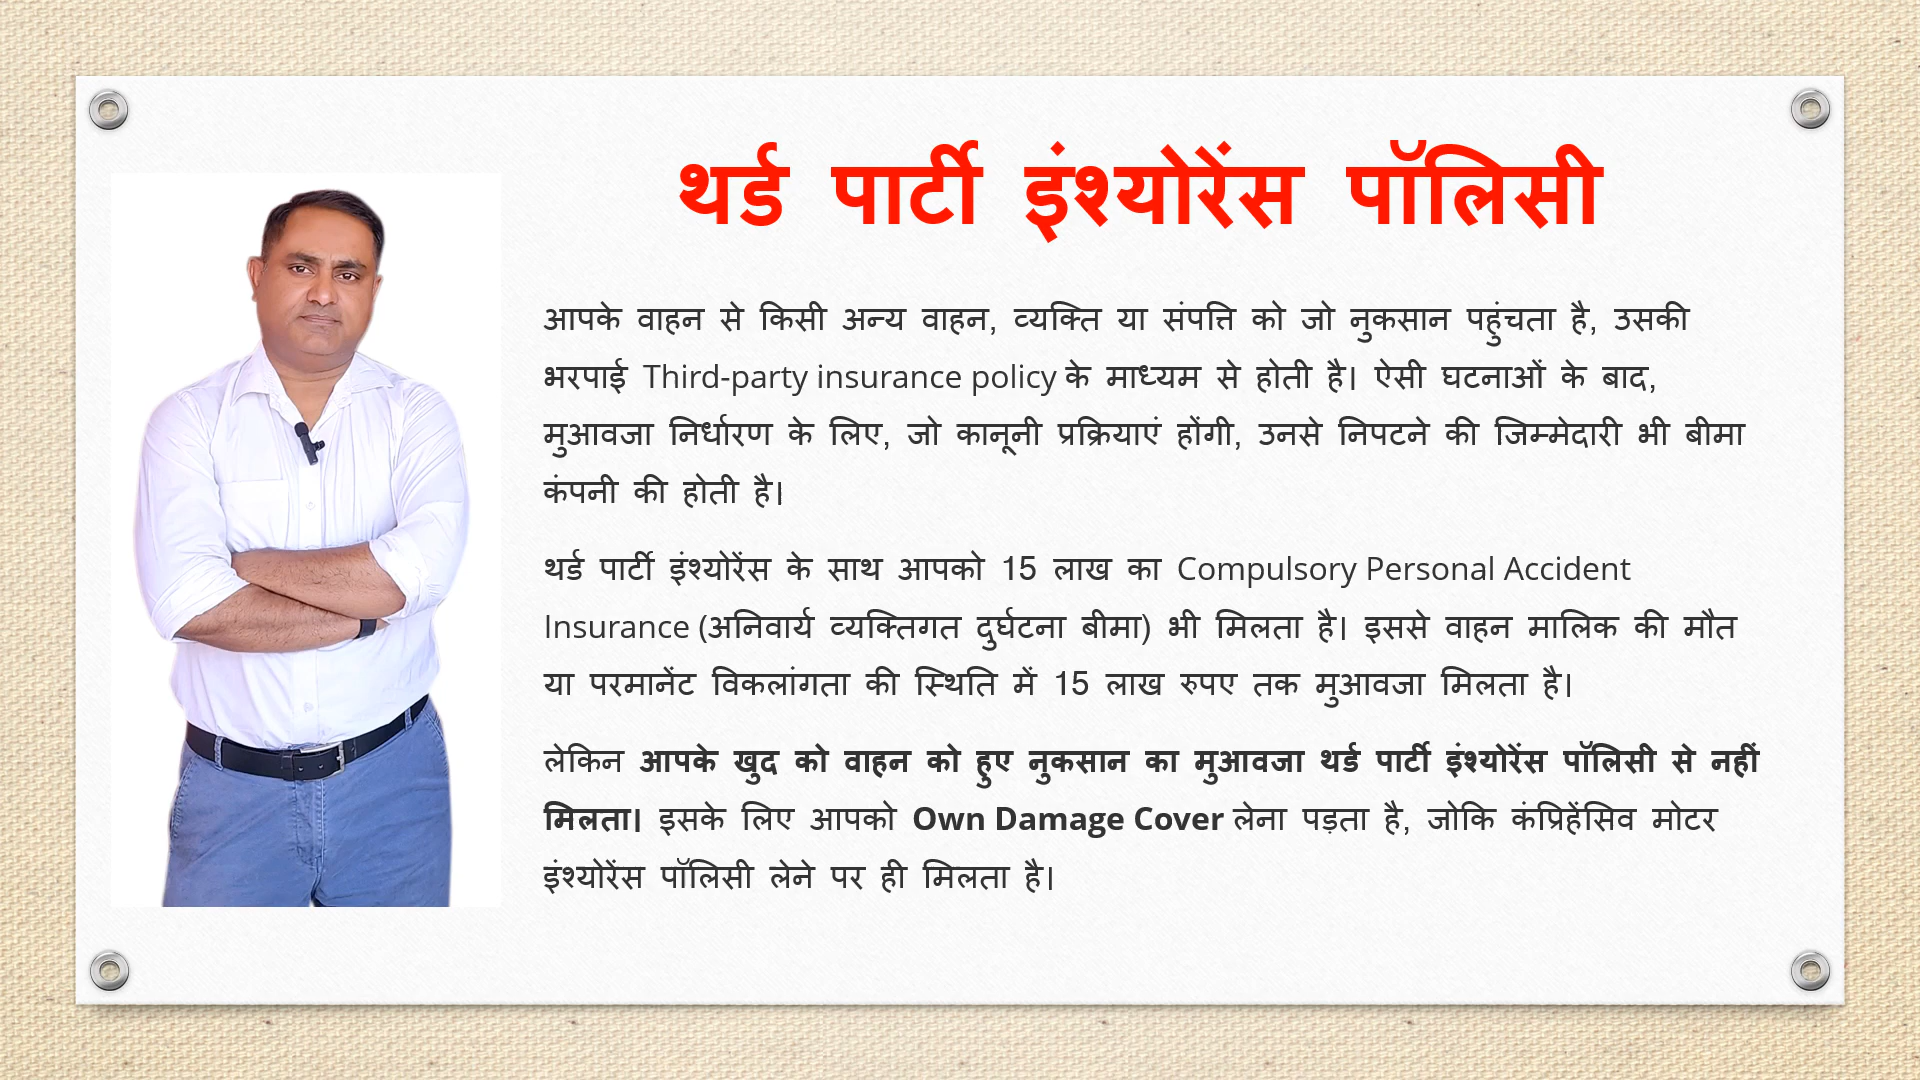 थर्ड पार्टी इंश्योरेंस पॉलिसी
आपके वाहन से किसी अन्य वाहन, व्यक्ति या संपत्ति को जो नुकसान पहुंचता है, उसकी
भरपाई Third-party insurance policy के माध्यम से होती है। ऐसी घटनाओं के बाद,
मुआवजा निर्धारण के लिए, जो कानूनी प्रक्रियाएं होंगी, उनसे निपटने की जिम्मेदारी भी बीमा
कंपनी की होती है।
थर्ड पार्टी इंश्योरेंस के साथ आपको 15 लाख का Compulsory Personal Accident
Insurance (अनिवार्य व्यक्तिगत दुर्घटना बीमा) भी मिलता है। इससे वाहन मालिक की मौत
या परमानेंट विकलांगता की स्थिति में 15 लाख रुपए तक मुआवजा मिलता है।
लेकिन आपके खुद को वाहन को हुए नुकसान का मुआवजा थर्ड पार्टी इंश्योरेंस पॉलिसी से नहीं
मिलता। इसके लिए आपको Own Damage Cover लेना पड़ता है, जोकि कंप्रिहेंसिव मोटर
इंश्योरेंस पॉलिसी लेने पर ही मिलता है।